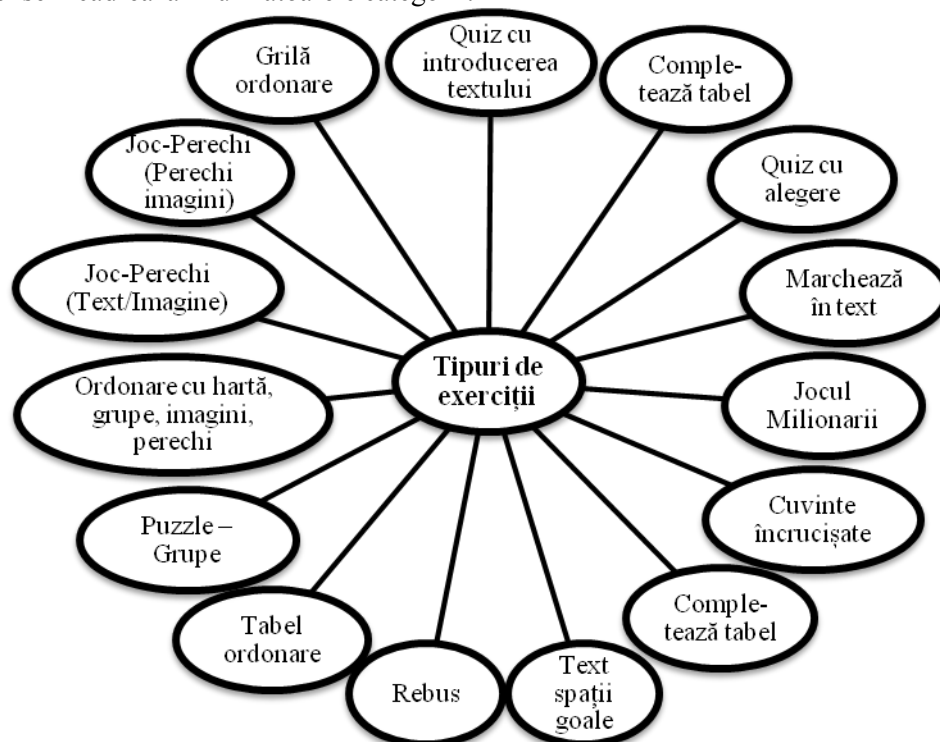 Quiz cu
introducerea
textului
Comple-
tează tabel
Quiz cu
alegere
Marchează
în text
Jocul
Milionarii
Cuvinte
încrucișate
Comple-
tează tabel
Text
spații
goale
Rebus
Tabel
ordonare
Puzzle –
Grupe
Ordonare cu hartă,
grupe, imagini,
perechi
Joc-Perechi
(Text/Imagine)
Joc-Perechi
(Perechi
imagini)
Grilă
ordonare
Tipuri de
exerciții